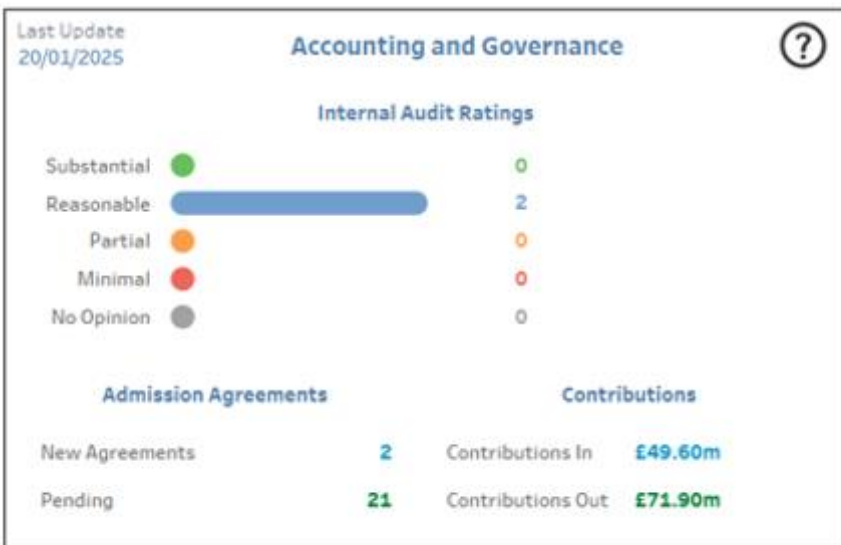 Last Update
20/01/2025
Accounting and Governance
?
Internal Audit Ratings
Substantial 0
Reasonable 2
Partial 0
Minimal 0
No Opinion 0
Admission Agreements
New Agreements 2
Pending 21
Contributions
Contributions In £49.60m
Contributions Out £71.90m